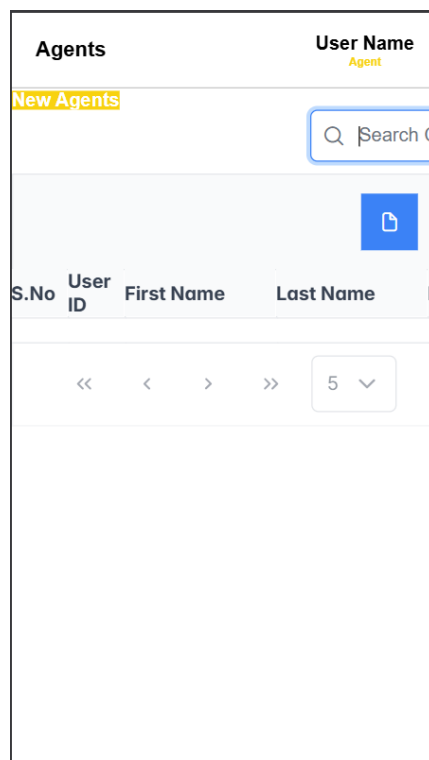 Agents
User Name
Agent
New Agents
Search
S.No User ID First Name Last Name
5